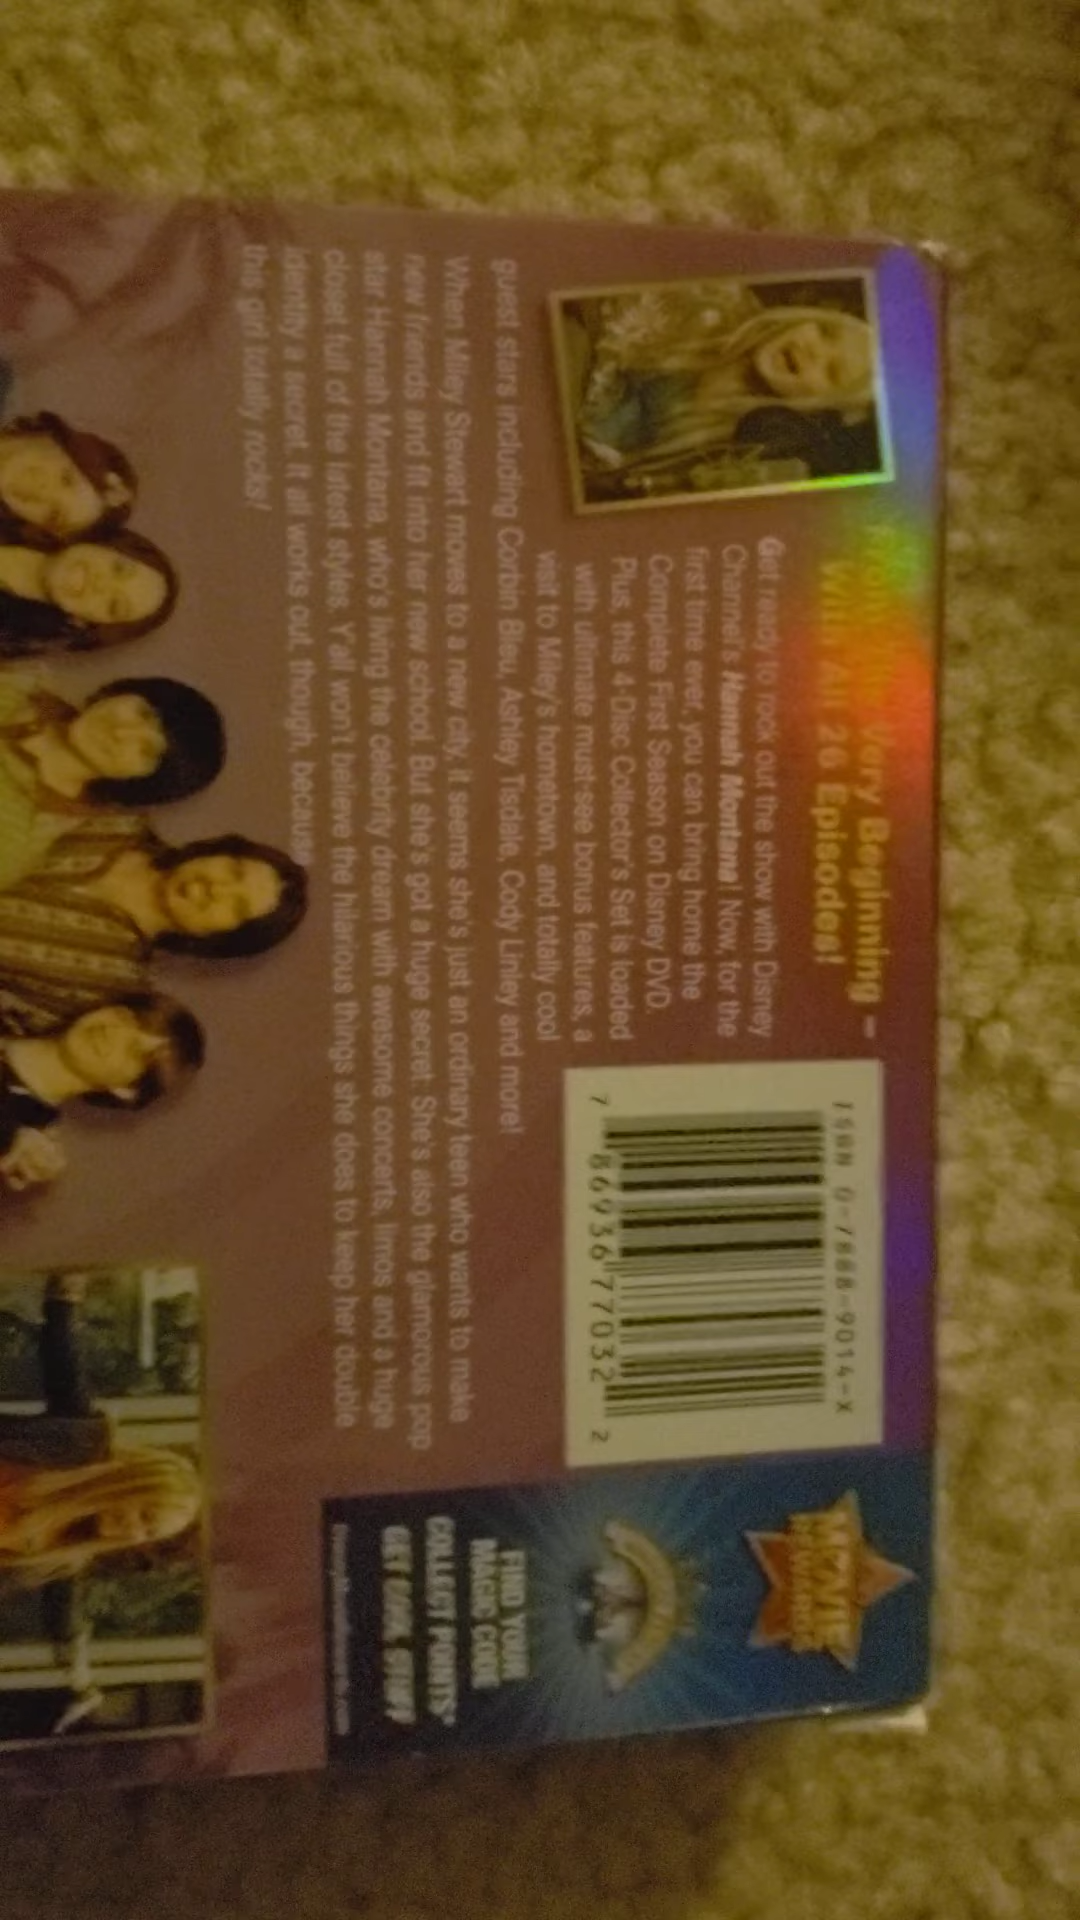 Very Beginning –
With All 26 Episodes!
Get ready to rock out the show with Disney
Channel's Hannah Montana! Now, for the
first time ever, you can bring home the
Complete First Season on Disney DVD.
Plus, this 4-Disc Collector's Set is loaded
with ultimate must-see bonus features, a
visit to Miley's hometown, and totally cool
guest stars including Corbin Bleu, Ashley Tisdale, Cody Linley and more!
When Miley Stewart moves to a new city, it seems she's just an ordinary teen who wants to make
new friends and fit into her new school. But she's got a huge secret: She's also the glamorous pop
star Hannah Montana, who's living the celebrity dream with awesome concerts, limos and a huge
closet full of the latest styles. Y'all won't believe the hilarious things she does to keep her double
identity a secret. It all works out, though, because
this girl totally rocks!
ISBN 0-7888-9014-X
7 86936 77032 2
MOVIE
REWARDS
FIND YOUR
MAGIC CODE
COLLECT POINTS*
GET COOL STUFF